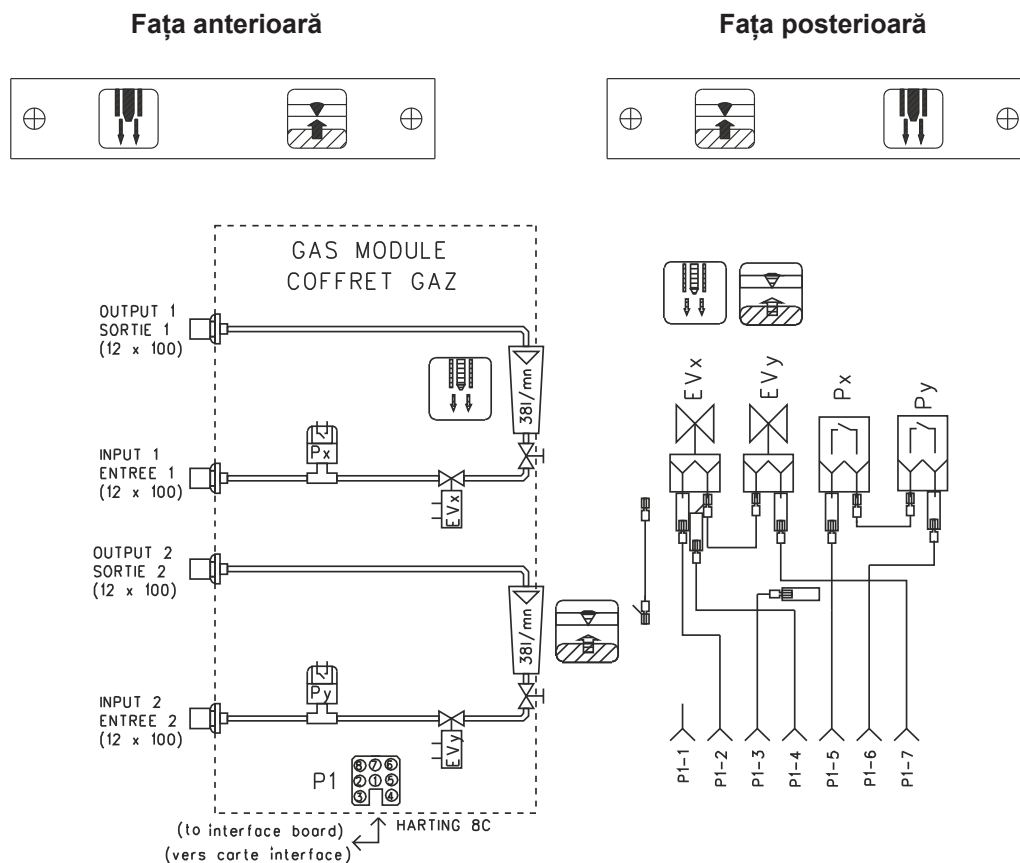 Fața anterioară
Fața posterioară
GAS MODULE
COFFRET GAZ
OUTPUT 1
SORTIE 1
(12 x 100)
38l/mn
Px
INPUT 1
ENTREE 1
(12 x 100)
EVx
OUTPUT 2
SORTIE 2
(12 x 100)
38l/mn
Py
INPUT 2
ENTREE 2
(12 x 100)
EVy
P1
8 7 6
2 1 5
3 4
HARTING 8C
(to interface board)
(vers carte interface)
EVx
EVy
Px
Py
P1-1
P1-2
P1-3
P1-4
P1-5
P1-6
P1-7